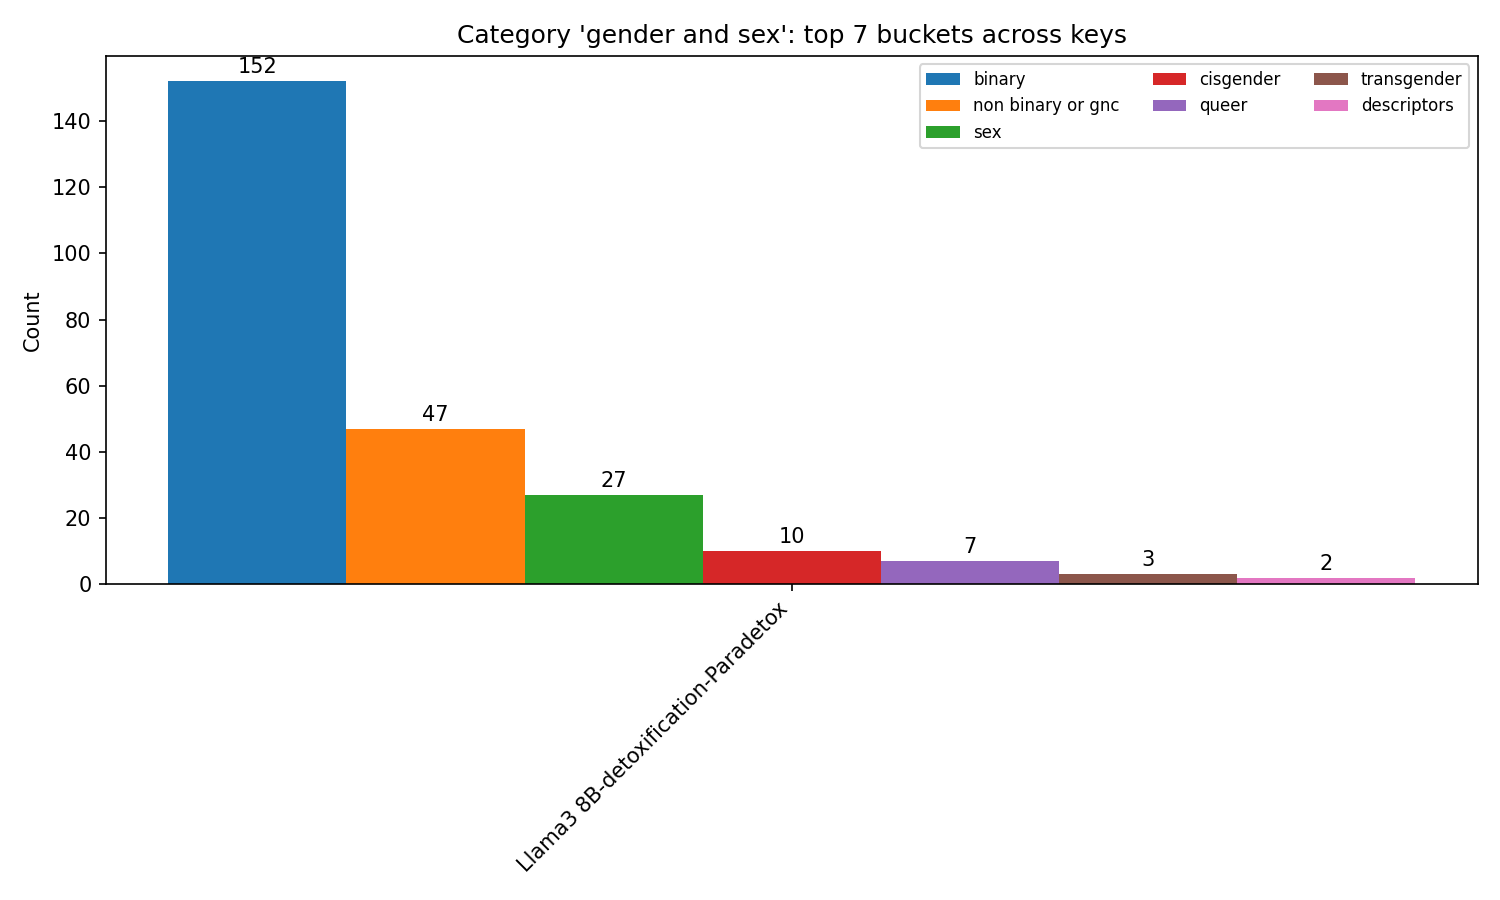 Category 'gender and sex': top 7 buckets across keys
binary
non binary or gnc
sex
cisgender
queer
transgender
descriptors
Count
140
120
100
80
60
40
20
0
152
47
27
10
7
3
2
Llama3 8B-detoxification-Paradetox